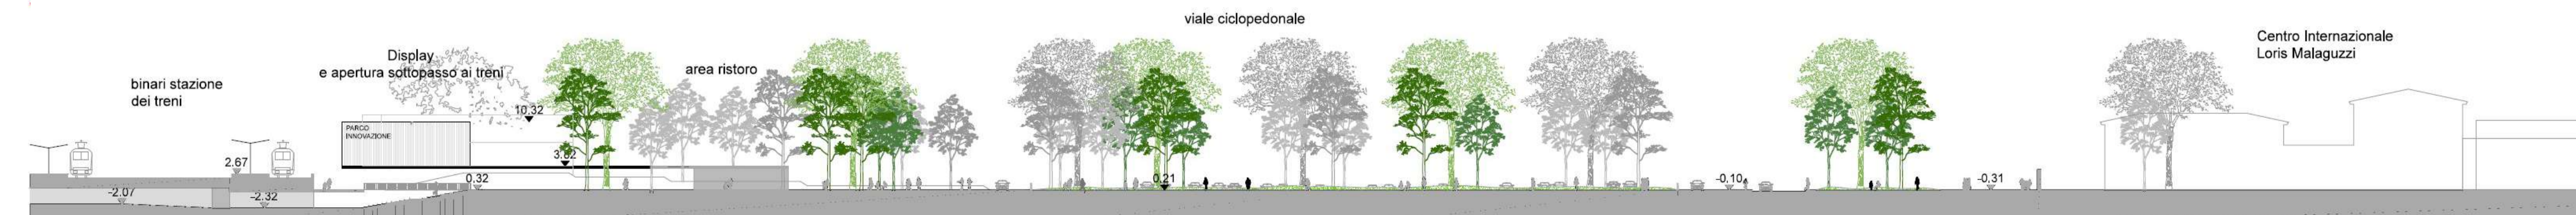 viale ciclopedonale
binari stazione
dei treni
Display
e apertura sottopasso ai treni
area ristoro
Centro Internazionale
Loris Malaguzzi
PARCO
INNOVAZIONE
10.32
3.62
2.67
0.32
-2.07
-2.32
0.21
-0.10
-0.31